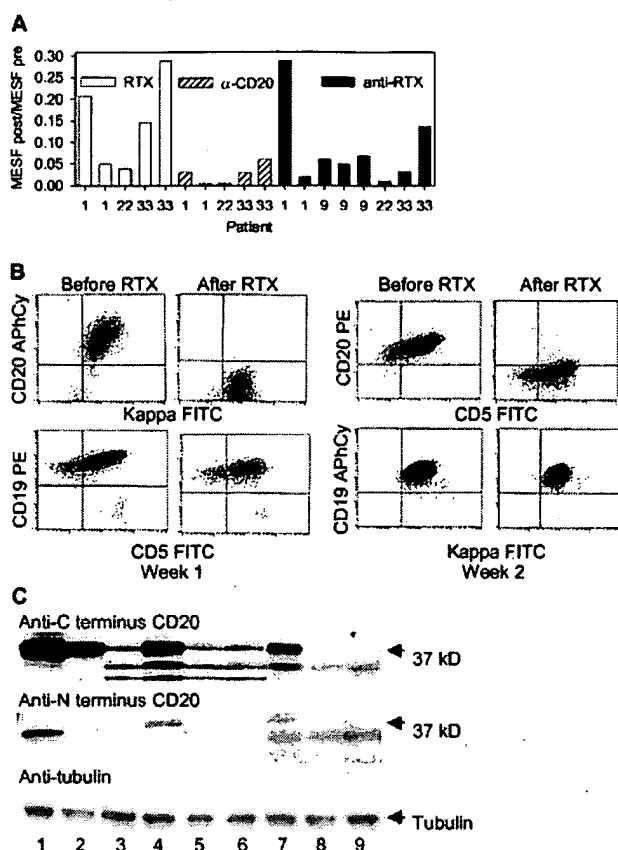 A
MESF post/MESF pre
0.30
0.25
0.20
0.15
0.10
0.05
0.00
RTX
α-CD20
anti-RTX
1 1 22 33 33 1 1 22 33 33 1 1 9 9 9 22 33 33
Patient
B
Before RTX After RTX Before RTX After RTX
CD20 APhCy
Kappa FITC
CD20 PE
CD5 FITC
CD19 PE
CD5 FITC
Week 1
CD19 APhCy
Kappa FITC
Week 2
C
Anti-C terminus CD20
37 kD
Anti-N terminus CD20
37 kD
Anti-tubulin
Tubulin
1 2 3 4 5 6 7 8 9